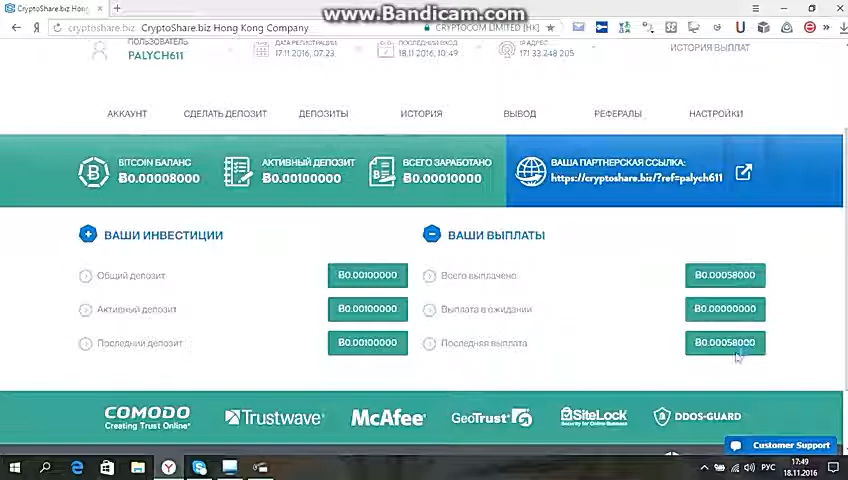 www.Bandicam.com
CryptoShare.biz Hong
cryptoshare.biz CryptoShare.biz Hong Kong Company
CRYPTOCOM LIMITED [HK]
ПОЛЬЗОВАТЕЛЬ
PALYCH611
ДАТА РЕГИСТРАЦИИ
17.11.2016, 07:23
ПОСЛЕДНИЙ ВХОД
18.11.2016, 10:49
IP АДРЕС
171.33.248.205
ИСТОРИЯ ВЫПЛАТ
АККАУНТ СДЕЛАТЬ ДЕПОЗИТ ДЕПОЗИТЫ ИСТОРИЯ ВЫВОД РЕФЕРАЛЫ НАСТРОЙКИ
BITCOIN БАЛАНС
Ƀ0.00008000
АКТИВНЫЙ ДЕПОЗИТ
Ƀ0.00100000
ВСЕГО ЗАРАБОТАНО
Ƀ0.00010000
ВАША ПАРТНЕРСКАЯ ССЫЛКА:
https://cryptoshare.biz/?ref=palych611
ВАШИ ИНВЕСТИЦИИ
Общий депозит Ƀ0.00100000
Активный депозит Ƀ0.00100000
Последний депозит Ƀ0.00100000
ВАШИ ВЫПЛАТЫ
Всего выплачено Ƀ0.00058000
Выплата в ожидании Ƀ0.00000000
Последняя выплата Ƀ0.00058000
COMODO
Creating Trust Online®
Trustwave®
McAfee®
GeoTrust®
SiteLock
DDOS-GUARD
Customer Support
РУС
17:49
18.11.2016